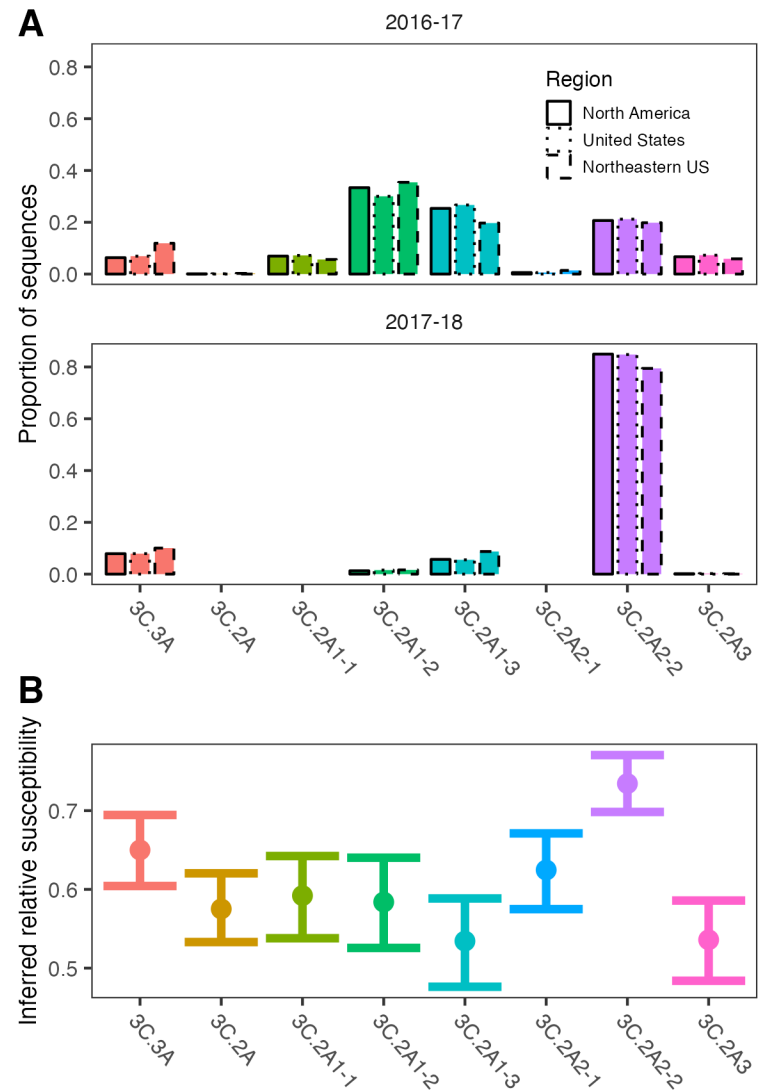 A
2016-17
Proportion of sequences
0.8
0.6
0.4
0.2
0.0
Region
North America
United States
Northeastern US
2017-18
0.8
0.6
0.4
0.2
0.0
3C.3A
3C.2A
3C.2A1-1
3C.2A1-2
3C.2A1-3
3C.2A2-1
3C.2A2-2
3C.2A3
B
Inferred relative susceptibility
0.7
0.6
0.5
3C.3A
3C.2A
3C.2A1-1
3C.2A1-2
3C.2A1-3
3C.2A2-1
3C.2A2-2
3C.2A3